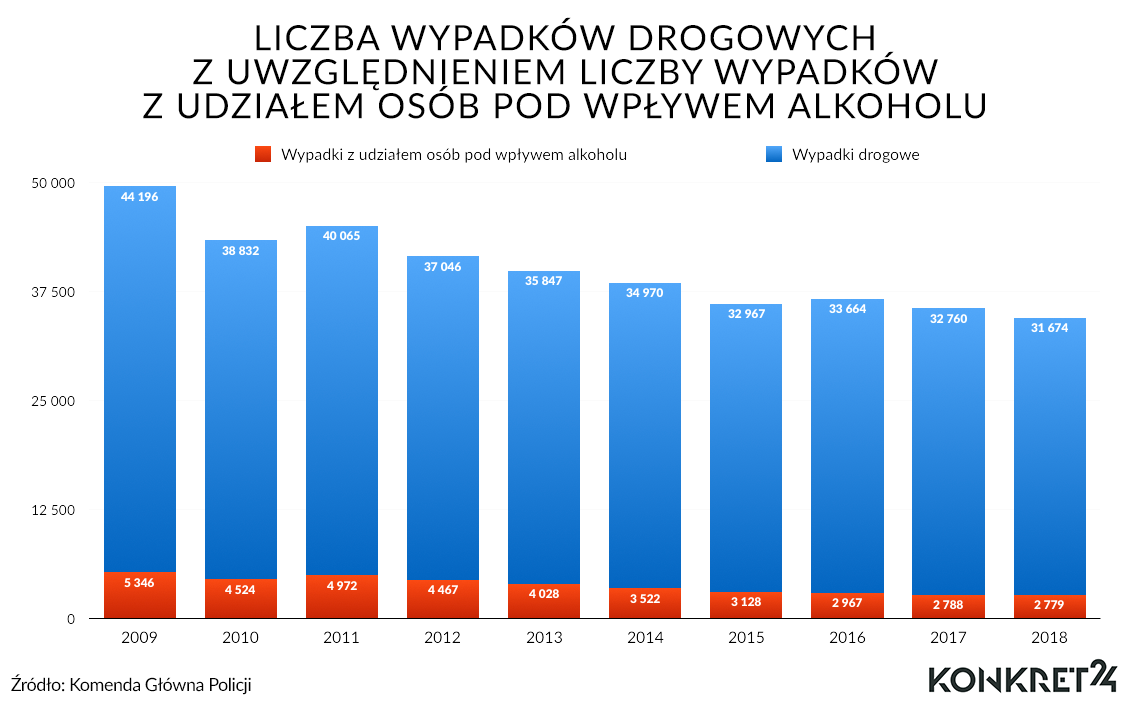 LICZBA WYPADKÓW DROGOWYCH
Z UWZGLĘDNIENIEM LICZBY WYPADKÓW
Z UDZIAŁEM OSÓB POD WPŁYWEM ALKOHOLU
Wypadki z udziałem osób pod wpływem alkoholu Wypadki drogowe
50 000
37 500
25 000
12 500
0
44 196 38 832 40 065 37 046 35 847 34 970 32 967 33 664 32 760 31 674
5 346 4 524 4 972 4 467 4 028 3 522 3 128 2 967 2 788 2 779
2009 2010 2011 2012 2013 2014 2015 2016 2017 2018
Źródło: Komenda Główna Policji
KONKRET24